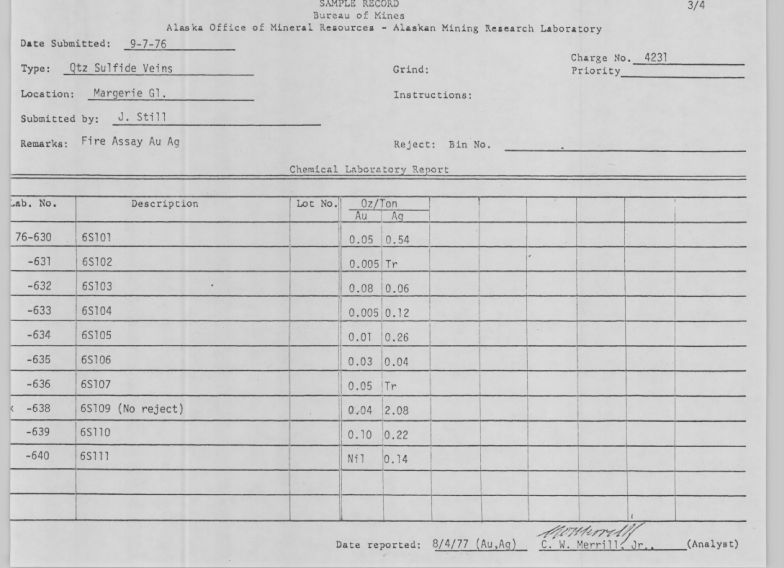 SAMPLE RECORD 3/4
Bureau of Mines
Alaska Office of Mineral Resources - Alaskan Mining Research Laboratory
Date Submitted: 9-7-76
Charge No. 4231
Type: Qtz Sulfide Veins Grind: Priority
Location: Margerie Gl. Instructions:
Submitted by: J. Still
Remarks: Fire Assay Au Ag Reject: Bin No.
Chemical Laboratory Report
Lab. No. Description Lot No. Oz/Ton
Au Ag
76-630 6S101 0.05 0.54
-631 6S102 0.005 Tr
-632 6S103 0.08 0.06
-633 6S104 0.005 0.12
-634 6S105 0.01 0.26
-635 6S106 0.03 0.04
-636 6S107 0.05 Tr
-638 6S109 (No reject) 0.04 2.08
-639 6S110 0.10 0.22
-640 6S111 Nil 0.14
Date reported: 8/4/77 (Au,Ag) C. W. Merrill, Jr., (Analyst)